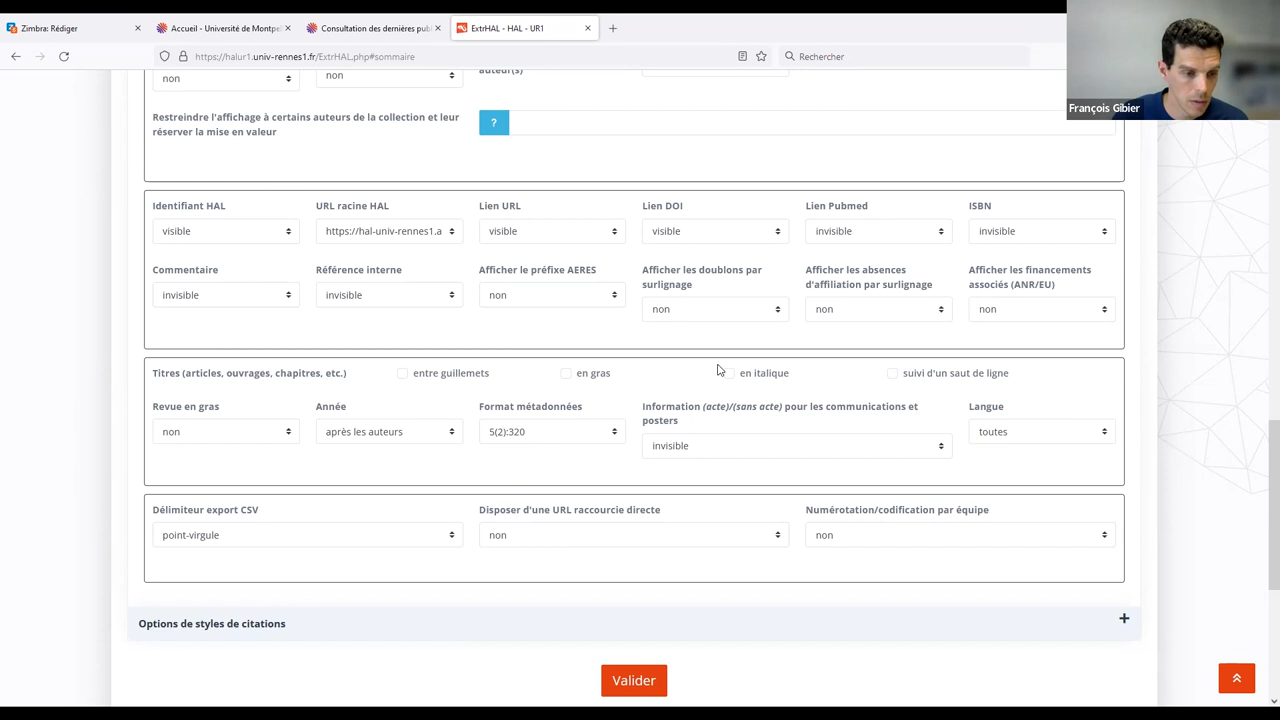 Zimbra: Rédiger
Accueil - Université de Montpel
Consultation des dernières publ
ExtrHAL - HAL - UR1
https://halur1.univ-rennes1.fr/ExtrHAL.php#sommaire
Rechercher
François Gibier
non
non
auteur(s)
Restreindre l'affichage à certains auteurs de la collection et leur
réserver la mise en valeur
?
Identifiant HAL
URL racine HAL
Lien URL
Lien DOI
Lien Pubmed
ISBN
visible
https://hal-univ-rennes1.a
visible
visible
invisible
invisible
Commentaire
Référence interne
Afficher le préfixe AERES
Afficher les doublons par
surlignage
Afficher les absences
d'affiliation par surlignage
Afficher les financements
associés (ANR/EU)
invisible
invisible
non
non
non
non
Titres (articles, ouvrages, chapitres, etc.)
entre guillemets
en gras
en italique
suivi d'un saut de ligne
Revue en gras
Année
Format métadonnées
Information (acte)/(sans acte) pour les communications et
posters
Langue
non
après les auteurs
5(2):320
invisible
toutes
Délimiteur export CSV
Disposer d'une URL raccourcie directe
Numérotation/codification par équipe
point-virgule
non
non
Options de styles de citations
+
Valider